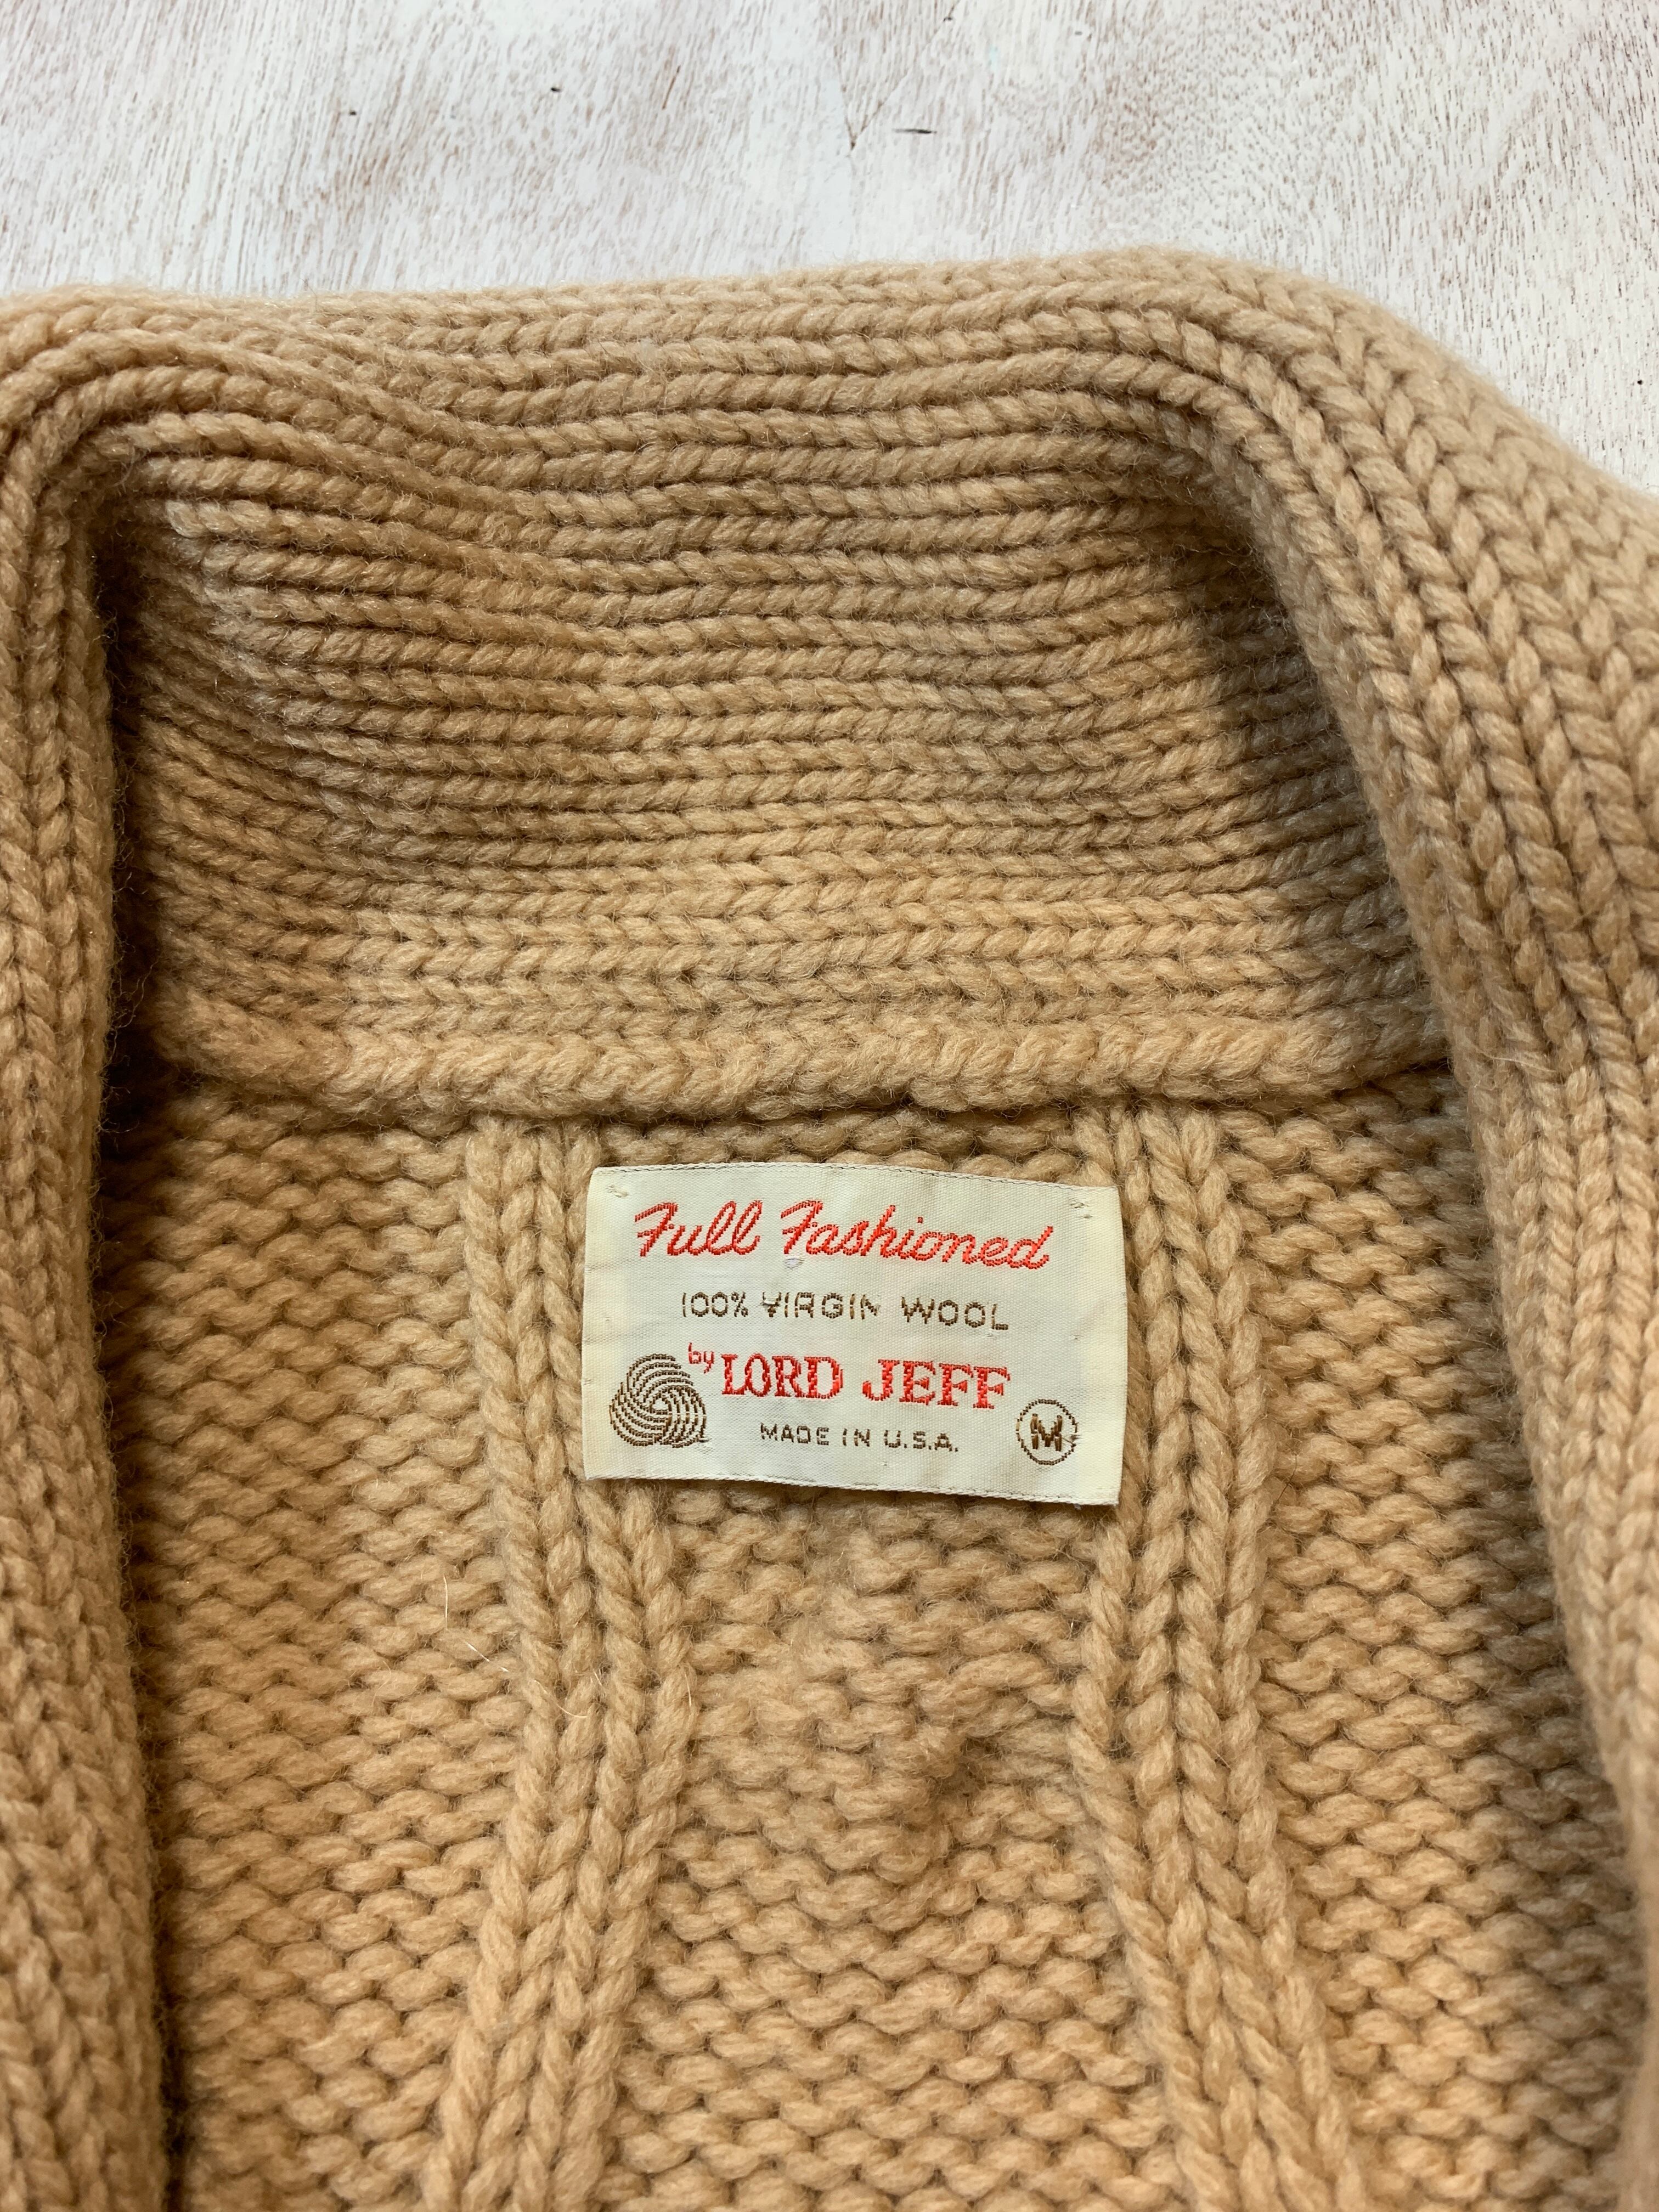 Full Fashioned
100% VIRGIN WOOL
by LORD JEFF
MADE IN U.S.A.
M